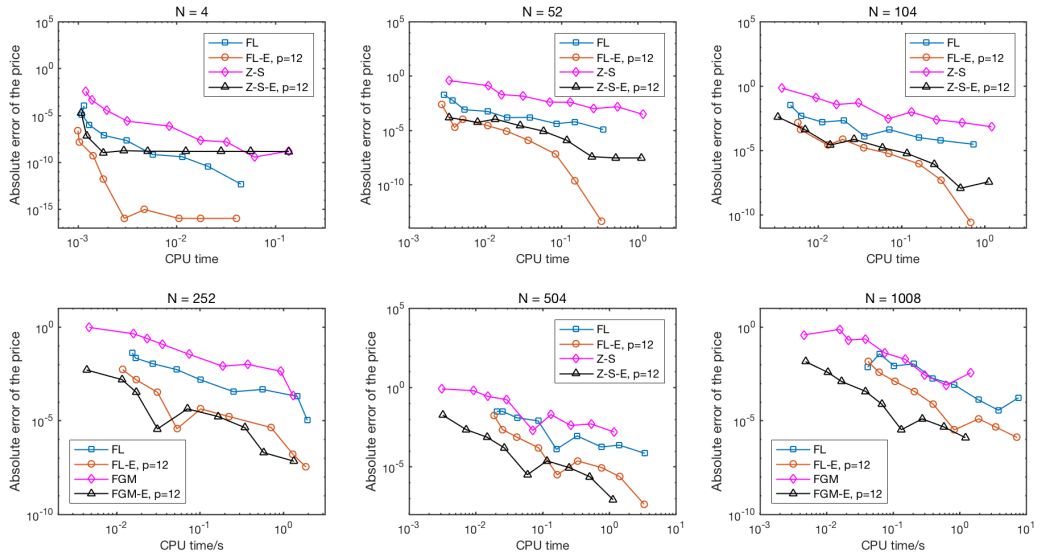 N = 4
10^5
10^0
10^-5
10^-10
10^-15
Absolute error of the price
FL
FL-E, p=12
Z-S
Z-S-E, p=12
10^-3
10^-2
10^-1
CPU time
N = 52
10^5
10^0
10^-5
10^-10
Absolute error of the price
FL
FL-E, p=12
Z-S
Z-S-E, p=12
10^-3
10^-2
10^-1
10^0
10^1
CPU time
N = 104
10^5
10^0
10^-5
10^-10
Absolute error of the price
FL
FL-E, p=12
Z-S
Z-S-E, p=12
10^-2
10^-1
10^0
10^1
CPU time
N = 252
10^0
10^-5
10^-10
Absolute error of the price
FL
FL-E, p=12
FGM
FGM-E, p=12
10^-2
10^-1
10^0
CPU time/s
N = 504
10^5
10^0
10^-5
Absolute error of the price
FL
FL-E, p=12
Z-S
Z-S-E, p=12
10^-3
10^-2
10^-1
10^0
10^1
CPU time
N = 1008
10^0
10^-5
10^-10
Absolute error of the price
FL
FL-E, p=12
FGM
FGM-E, p=12
10^-3
10^-2
10^-1
10^0
10^1
CPU time/s